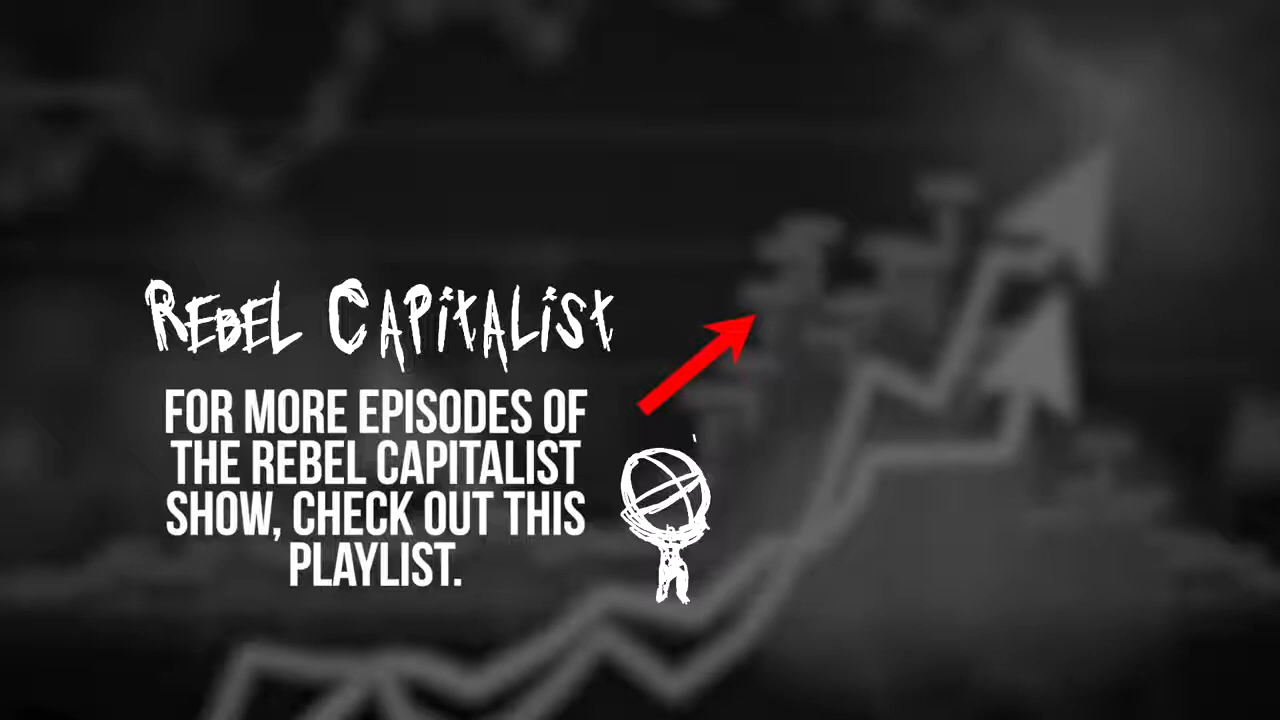 REBEL CAPITALIST
FOR MORE EPISODES OF
THE REBEL CAPITALIST
SHOW, CHECK OUT THIS
PLAYLIST.